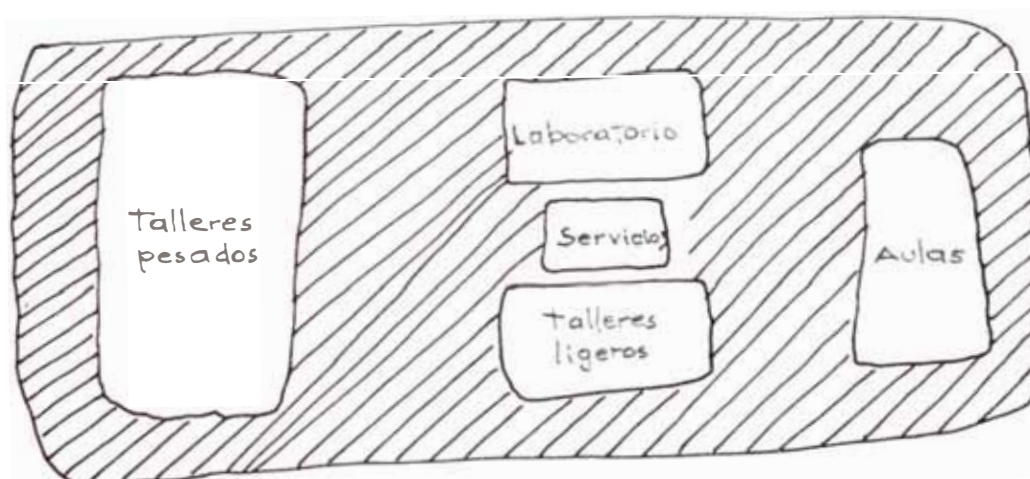 Talleres
pesados
Laboratorio
Servicios
Talleres
ligeros
Aulas